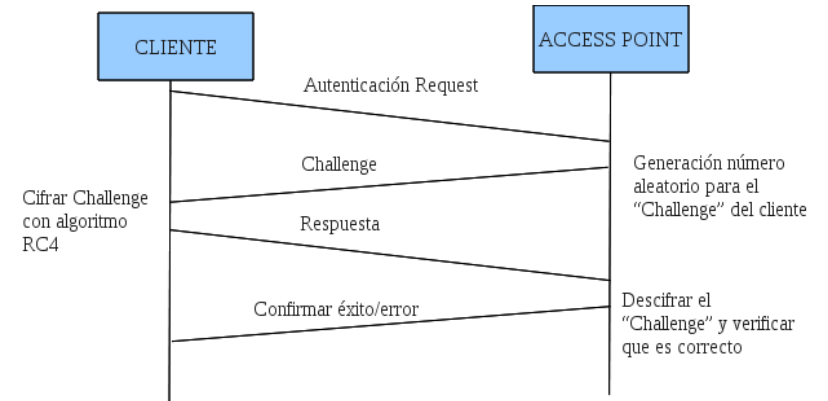 CLIENTE
ACCESS POINT
Autenticación Request
Challenge
Generación número
aleatorio para el
“Challenge” del cliente
Cifrar Challenge
con algoritmo
RC4
Respuesta
Confirmar éxito/error
Descifrar el
“Challenge” y verificar
que es correcto